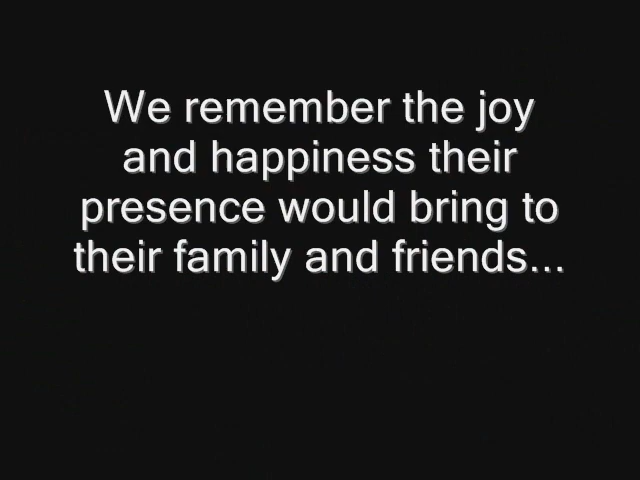 We remember the joy
and happiness their
presence would bring to
their family and friends...